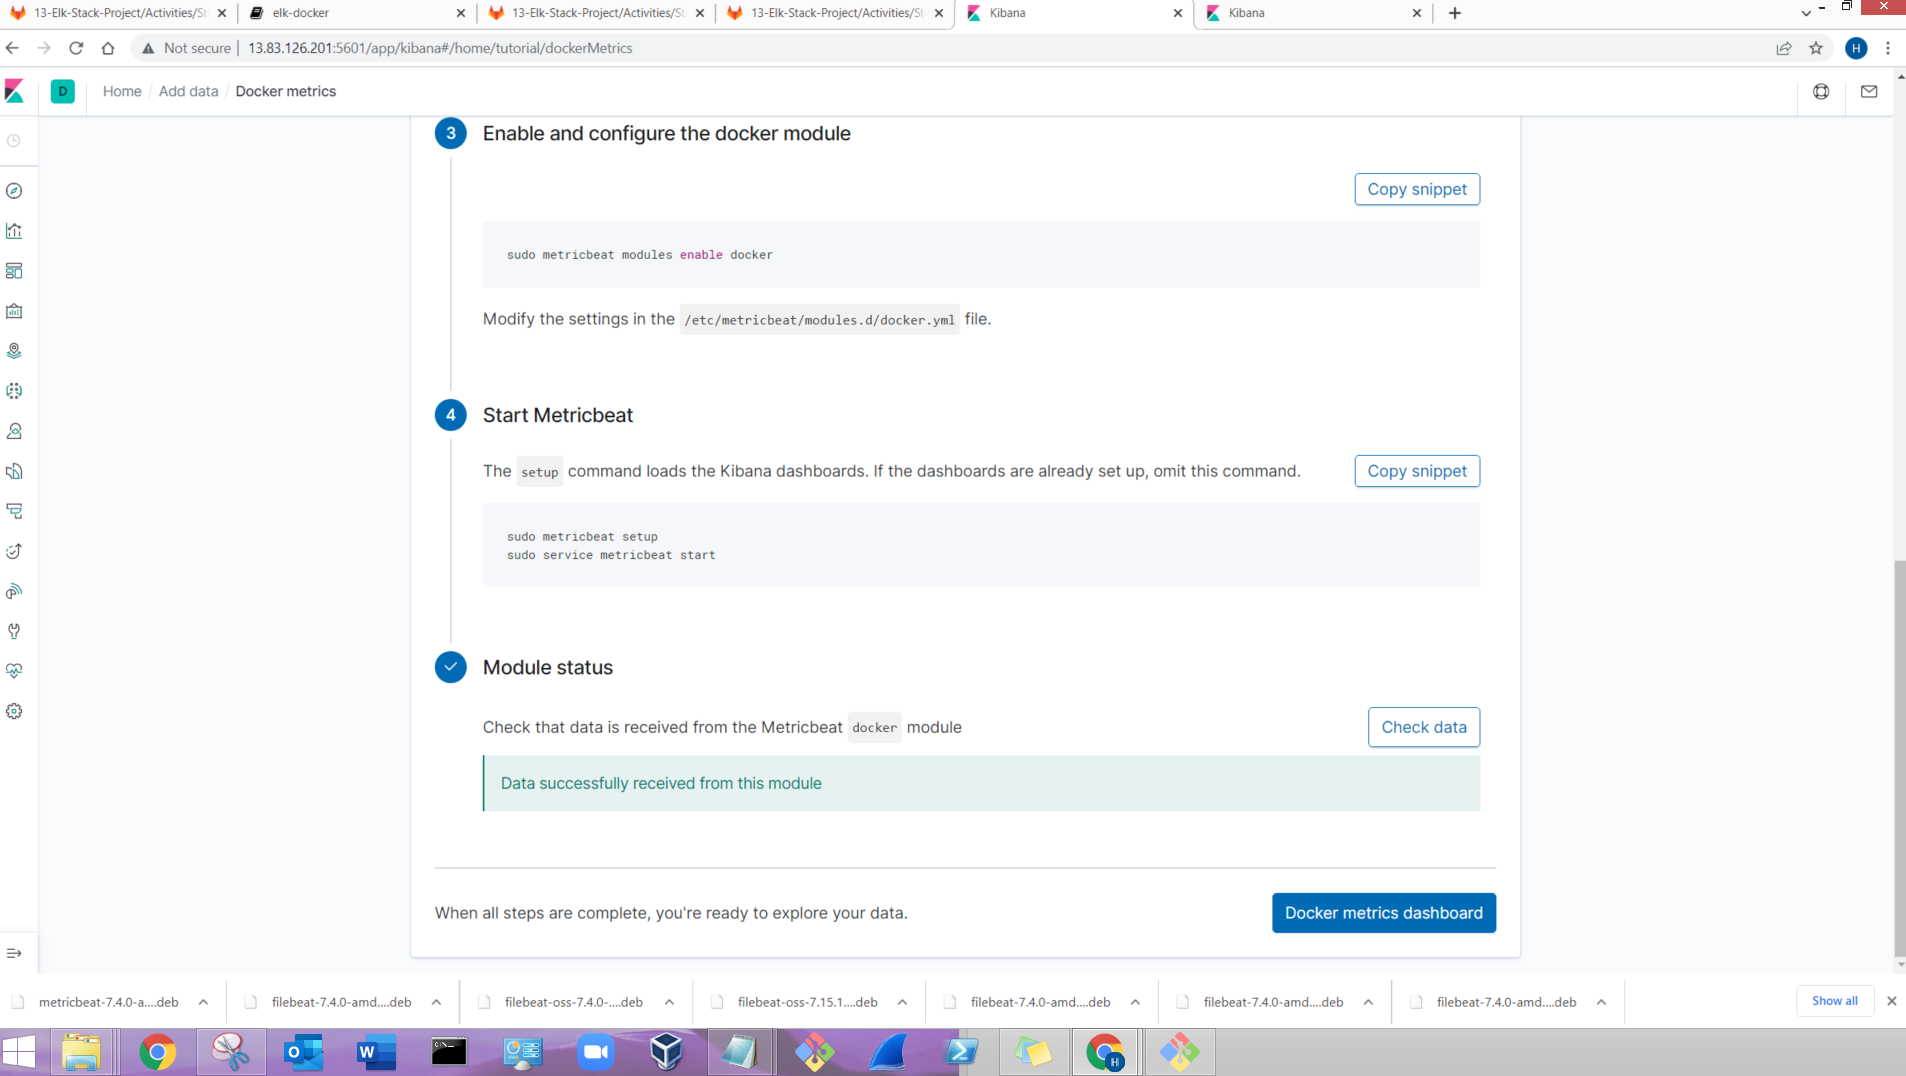 13-Elk-Stack-Project/Activities/St
elk-docker
13-Elk-Stack-Project/Activities/St
13-Elk-Stack-Project/Activities/St
Kibana
Kibana
Not secure | 13.83.126.201:5601/app/kibana#/home/tutorial/dockerMetrics
H
D
Home / Add data / Docker metrics
3 Enable and configure the docker module
Copy snippet
sudo metricbeat modules enable docker
Modify the settings in the /etc/metricbeat/modules.d/docker.yml file.
4 Start Metricbeat
The setup command loads the Kibana dashboards. If the dashboards are already set up, omit this command.
Copy snippet
sudo metricbeat setup
sudo service metricbeat start
Module status
Check that data is received from the Metricbeat docker module
Check data
Data successfully received from this module
When all steps are complete, you're ready to explore your data.
Docker metrics dashboard
metricbeat-7.4.0-a....deb
filebeat-7.4.0-amd....deb
filebeat-oss-7.4.0-....deb
filebeat-oss-7.15.1....deb
filebeat-7.4.0-amd....deb
filebeat-7.4.0-amd....deb
filebeat-7.4.0-amd....deb
Show all